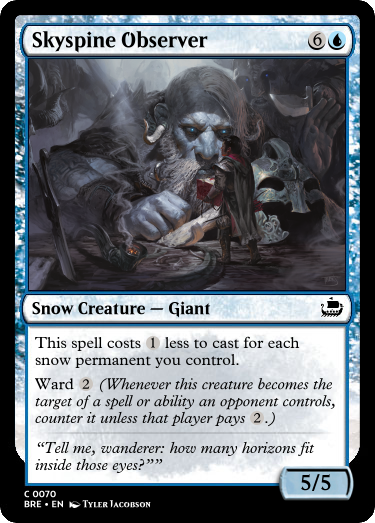 Skyspine Observer 6
This spell costs 1 less to cast for each
snow permanent you control.
Ward 2 (Whenever this creature becomes the
target of a spell or ability an opponent controls,
counter it unless that player pays 2.)
“Tell me, wanderer: how many horizons fit
inside those eyes?””
Snow Creature — Giant
5/5
C 0070
BRE • EN Tyler Jacobson